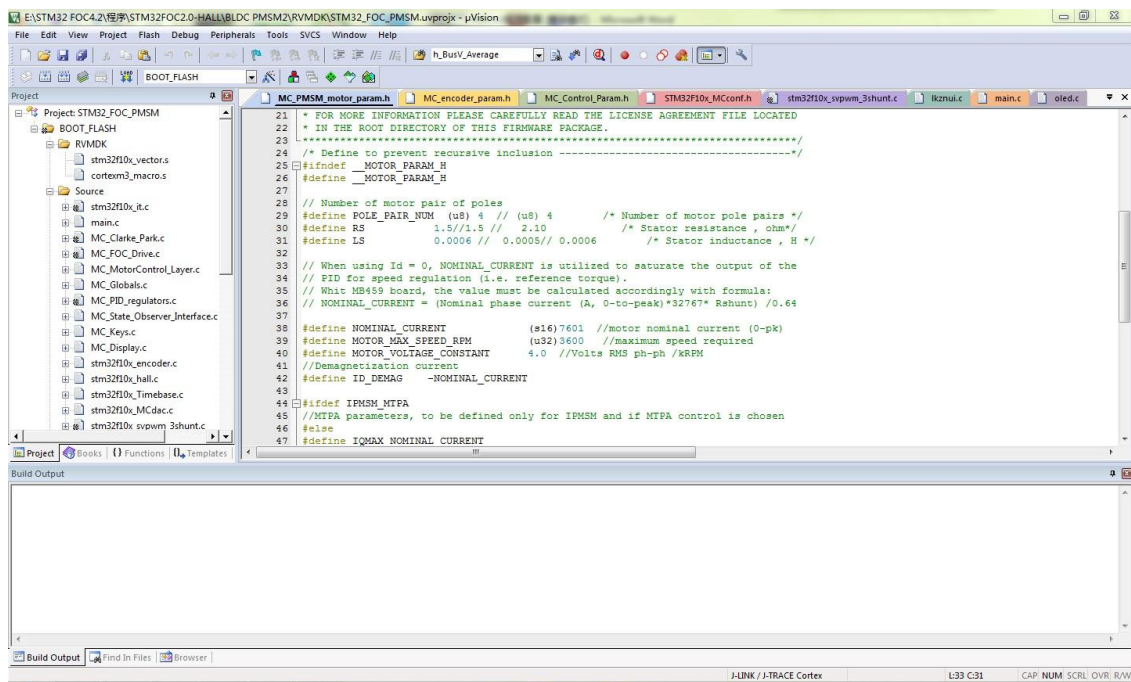 E:\STM32 FOC4.2\程序\STM32FOC2.0-HALL\BLDC PMSM2\RVMDK\STM32_FOC_PMSM.uvprojx - µVision
File Edit View Project Flash Debug Peripherals Tools SVCS Window Help
h_BusV_Average
LOAD BOOT_FLASH
Project
MC_PMSM_motor_param.h MC_encoder_param.h MC_Control_Param.h STM32F10x_MCconf.h stm32f10x_svpwm_3shunt.c lkznui.c main.c oled.c
Project: STM32_FOC_PMSM
BOOT_FLASH
RVMDK
stm32f10x_vector.s
cortexm3_macro.s
Source
stm32f10x_it.c
main.c
MC_Clarke_Park.c
MC_FOC_Drive.c
MC_MotorControl_Layer.c
MC_Globals.c
MC_PID_regulators.c
MC_State_Observer_Interface.c
MC_Keys.c
MC_Display.c
stm32f10x_encoder.c
stm32f10x_hall.c
stm32f10x_Timebase.c
stm32f10x_MCdac.c
stm32f10x_svpwm_3shunt.c
21 * FOR MORE INFORMATION PLEASE CAREFULLY READ THE LICENSE AGREEMENT FILE LOCATED
22 * IN THE ROOT DIRECTORY OF THIS FIRMWARE PACKAGE.
23 *******************************************************************************/
24 /* Define to prevent recursive inclusion -------------------------------------*/
25 #ifndef __MOTOR_PARAM_H
26 #define __MOTOR_PARAM_H
27
28 // Number of motor pair of poles
29 #define POLE_PAIR_NUM (u8) 4 // (u8) 4 /* Number of motor pole pairs */
30 #define RS 1.5//1.5 // 2.10 /* Stator resistance , ohm*/
31 #define LS 0.0006 // 0.0005// 0.0006 /* Stator inductance , H */
32
33 // When using Id = 0, NOMINAL_CURRENT is utilized to saturate the output of the
34 // PID for speed regulation (i.e. reference torque).
35 // Whit MB459 board, the value must be calculated accordingly with formula:
36 // NOMINAL_CURRENT = (Nominal phase current (A, 0-to-peak)*32767* Rshunt) /0.64
37
38 #define NOMINAL_CURRENT (s16)7601 //motor nominal current (0-pk)
39 #define MOTOR_MAX_SPEED_RPM (u32)3600 //maximum speed required
40 #define MOTOR_VOLTAGE_CONSTANT 4.0 //Volts RMS ph-ph /kRPM
41 //Demagnetization current
42 #define ID_DEMAG -NOMINAL_CURRENT
43
44 #ifdef IPMSM_MTPA
45 //MTPA parameters, to be defined only for IPMSM and if MTPA control is chosen
46 #else
47 #define IQMAX NOMINAL_CURRENT
Project Books {} Functions Templates
Build Output
Build Output Find In Files Browser
J-LINK / J-TRACE Cortex L:33 C:31 CAP NUM SCRL OVR R/W